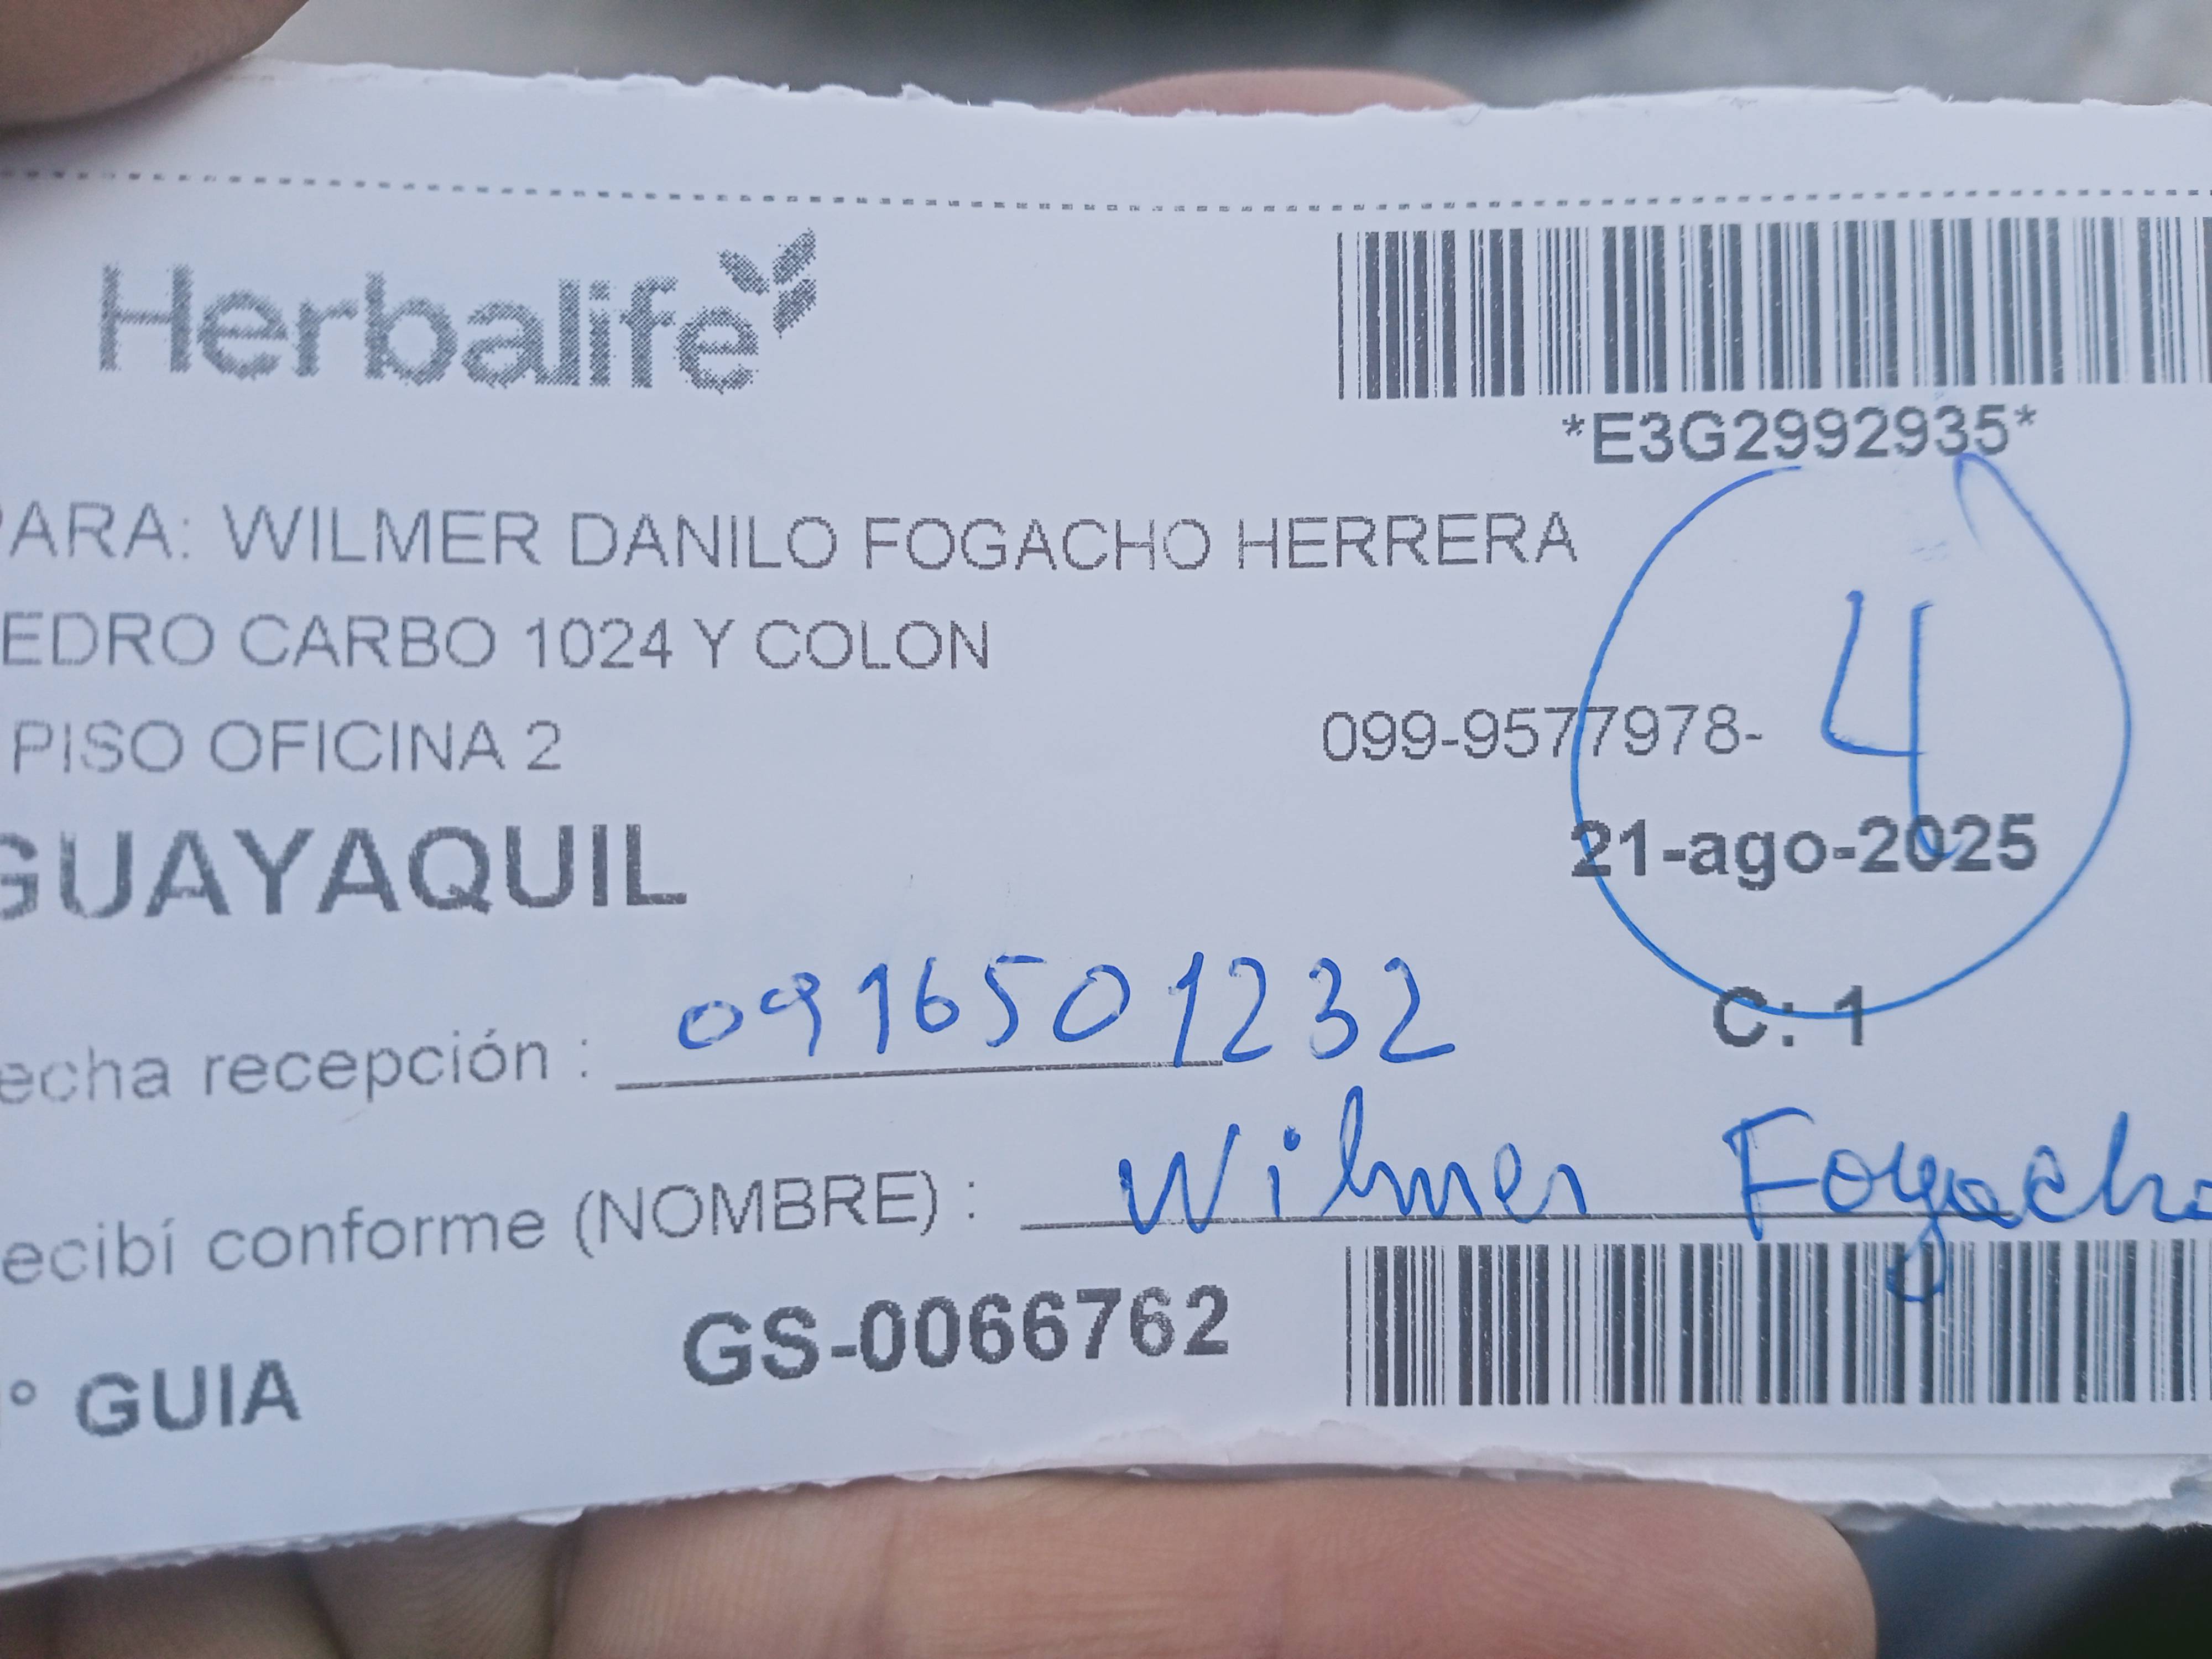 Herbalife
*E3G2992935*
PARA: WILMER DANILO FOGACHO HERRERA
EDRO CARBO 1024 Y COLON
PISO OFICINA 2
099-9577978-
4
GUAYAQUIL
21-ago-2025
echa recepción : 0916501232
C: 1
ecibí conforme (NOMBRE) : Wilmer Fogacho
° GUIA
GS-0066762